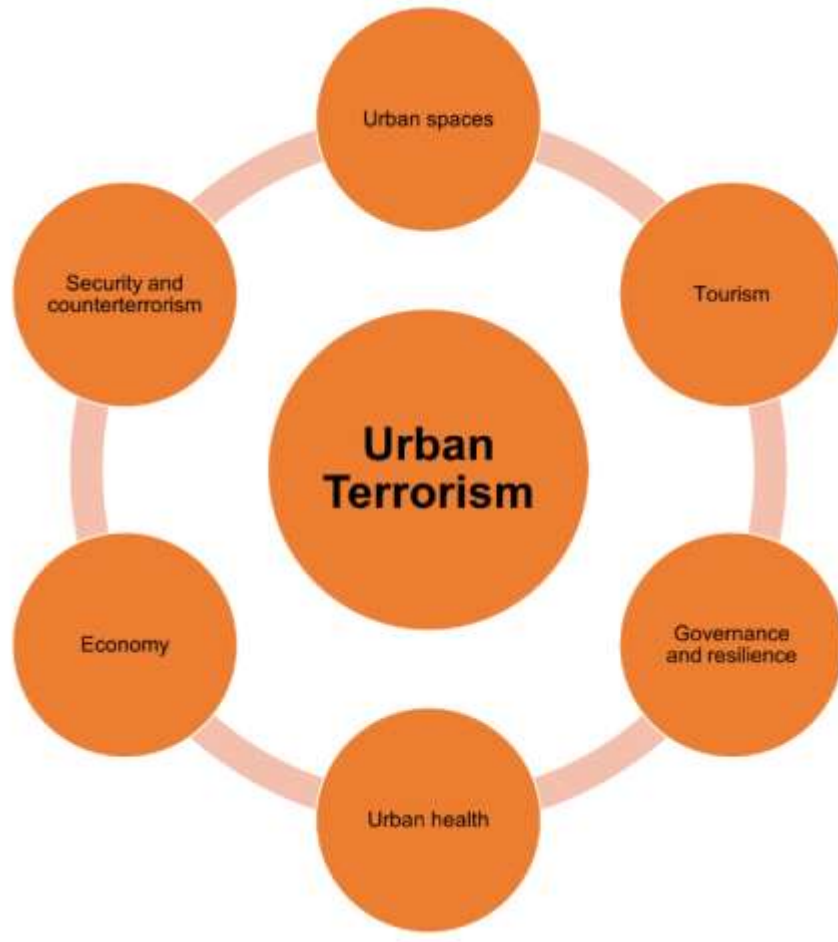 Urban spaces
Security and
counterterrorism
Tourism
Urban
Terrorism
Economy
Governance
and resilience
Urban health